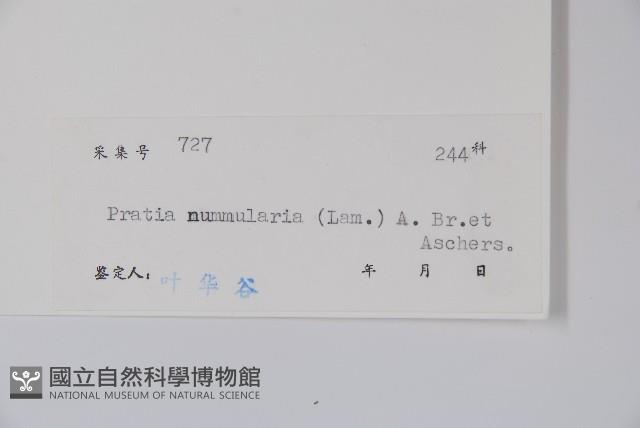 采集号 727 244科
Pratia nummularia (Lam.) A. Br.et
Aschers。
鉴定人: 叶华谷 年 月 日
國立自然科學博物館
NATIONAL MUSEUM OF NATURAL SCIENCE